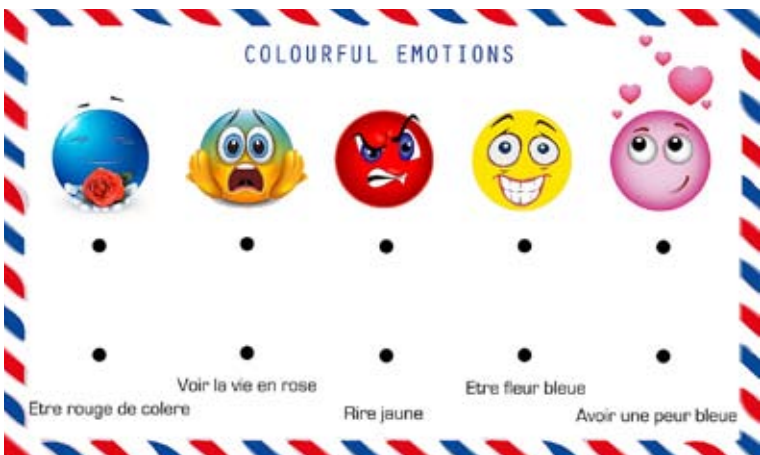 COLOURFUL EMOTIONS
Etre rouge de colere
Voir la vie en rose
Rire jaune
Etre fleur bleue
Avoir une peur bleue